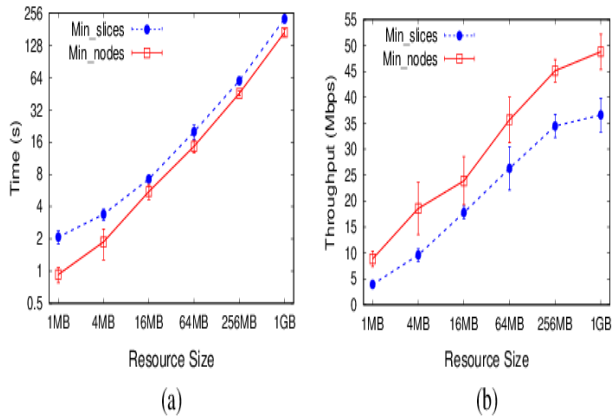 256
128
64
32
16
8
4
2
1
0.5
Time (s)
Min_slices
Min_nodes
1MB 4MB 16MB 64MB 256MB 1GB
Resource Size
(a)
55
50
45
40
35
30
25
20
15
10
5
0
Throughput (Mbps)
Min_slices
Min_nodes
1MB 4MB 16MB 64MB 256MB 1GB
Resource Size
(b)